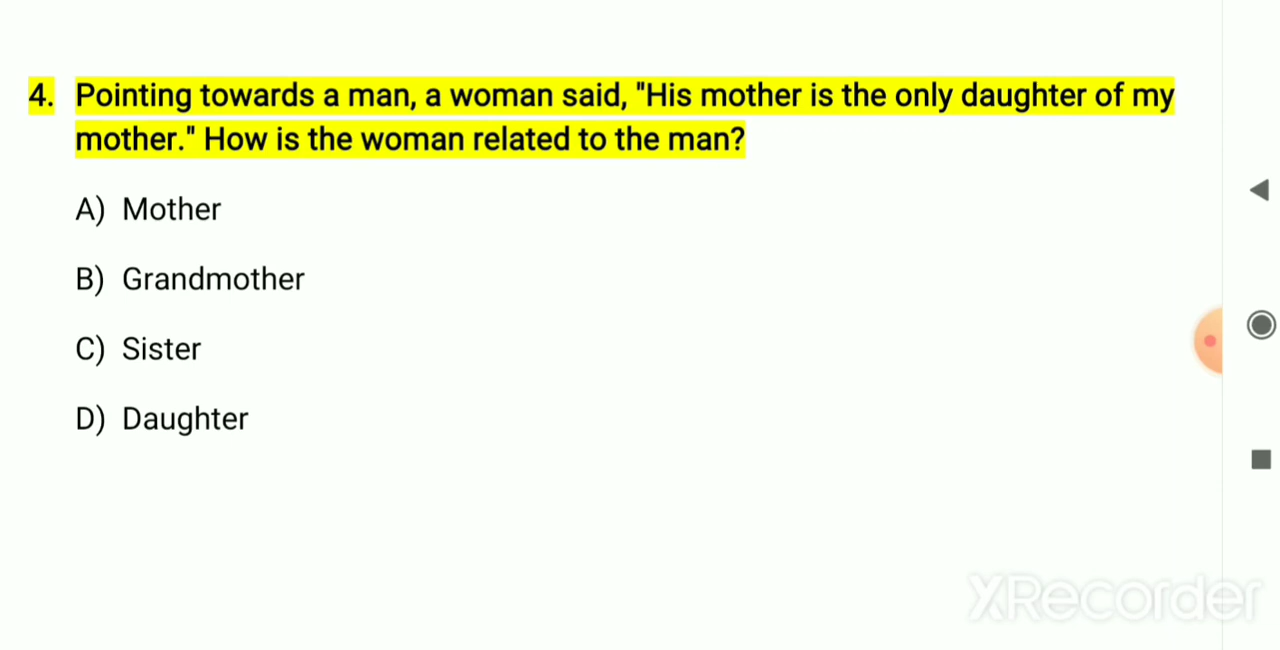 4. Pointing towards a man, a woman said, "His mother is the only daughter of my
mother." How is the woman related to the man?
A) Mother
B) Grandmother
C) Sister
D) Daughter
XRecorder